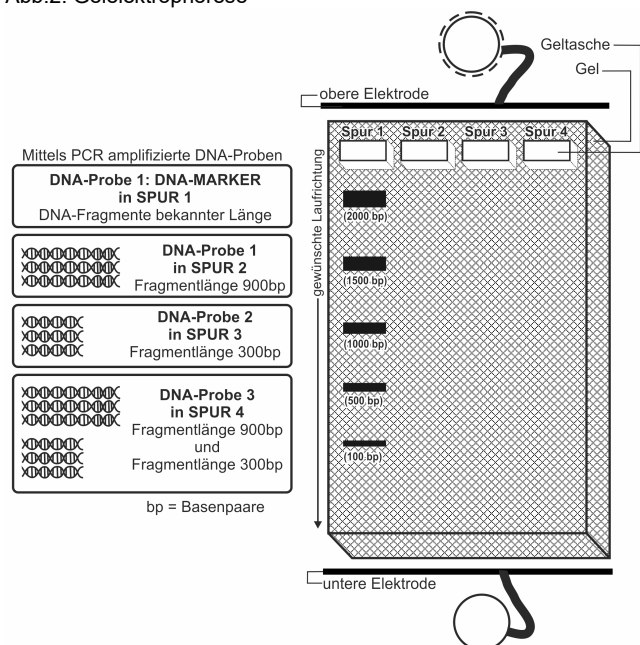 Abb.2: Gelelektrophorese
Geltasche
Gel
obere Elektrode
Spur 1 Spur 2 Spur 3 Spur 4
Mittels PCR amplifizierte DNA-Proben
DNA-Probe 1: DNA-MARKER
in SPUR 1
DNA-Fragmente bekannter Länge
DNA-Probe 1
in SPUR 2
Fragmentlänge 900bp
DNA-Probe 2
in SPUR 3
Fragmentlänge 300bp
DNA-Probe 3
in SPUR 4
Fragmentlänge 900bp
und
Fragmentlänge 300bp
bp = Basenpaare
gewünschte Laufrichtung
(2000 bp)
(1500 bp)
(1000 bp)
(500 bp)
(100 bp)
untere Elektrode